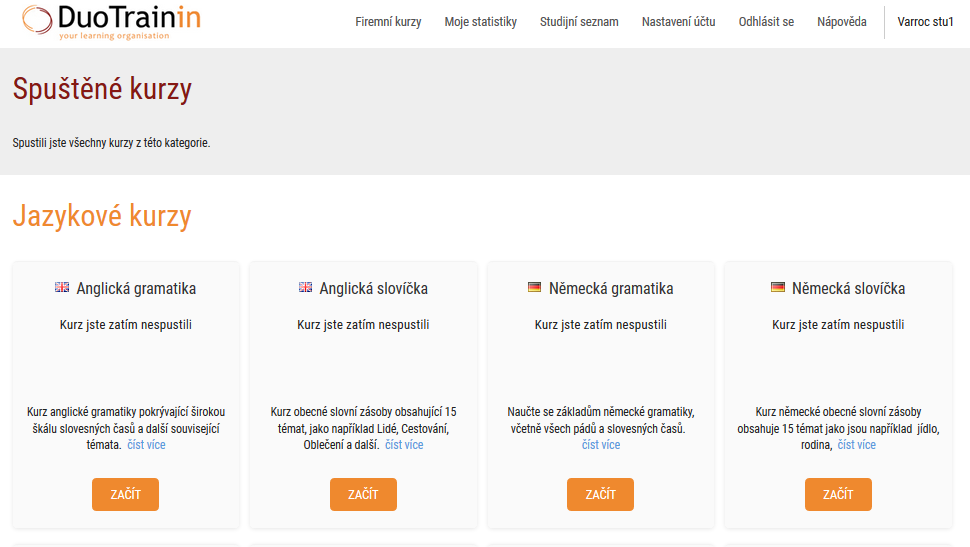 DuoTrainin
your learning organisation
Firemní kurzy Moje statistiky Studijní seznam Nastavení účtu Odhlásit se Nápověda Varroc stu1
Spuštěné kurzy
Spustili jste všechny kurzy z této kategorie.
Jazykové kurzy
Anglická gramatika
Kurz jste zatím nespustili
Kurz anglické gramatiky pokrývající širokou
škálu slovesných časů a další související
témata. číst více
ZAČÍT
Anglická slovíčka
Kurz jste zatím nespustili
Kurz obecné slovní zásoby obsahující 15
témat, jako například Lidé, Cestování,
Oblečení a další. číst více
ZAČÍT
Německá gramatika
Kurz jste zatím nespustili
Naučte se základům německé gramatiky,
včetně všech pádů a slovesných časů.
číst více
ZAČÍT
Německá slovíčka
Kurz jste zatím nespustili
Kurz německé obecné slovní zásoby
obsahuje 15 témat jako jsou například jídlo,
rodina, číst více
ZAČÍT